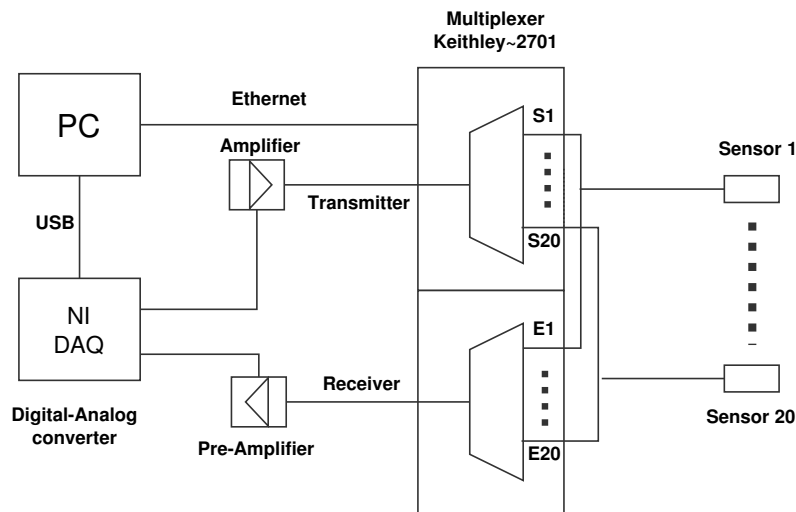 Multiplexer
Keithley~2701
Ethernet
PC
S1
Amplifier
Sensor 1
Transmitter
USB
S20
NI
DAQ
E1
Receiver
Digital-Analog
converter
Pre-Amplifier
E20
Sensor 20